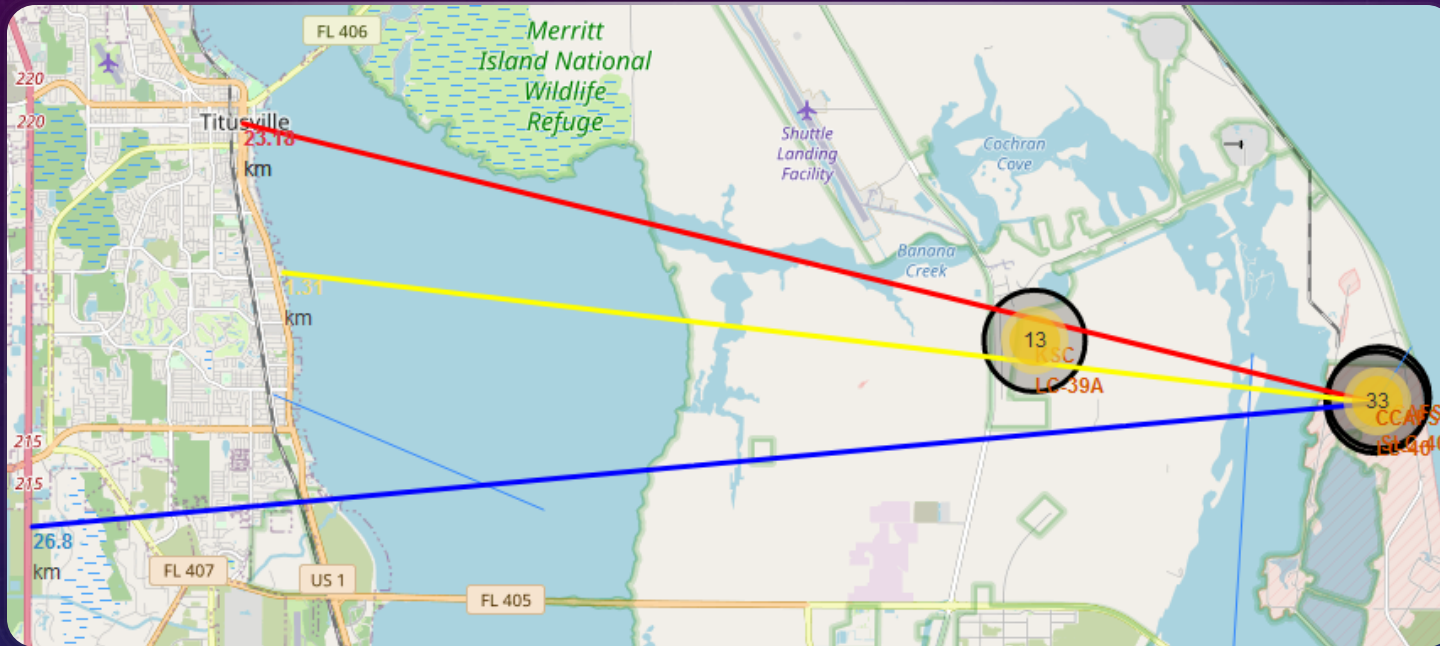 FL 406
Merritt
Island National
Wildlife
Refuge
220
220
Titusville
23.18
km
Shuttle
Landing
Facility
Cochran
Cove
Banana
Creek
1.31
km
13
KSC
LC-39A
33
CCAFS
215
215
26.8
km
FL 407
US 1
FL 405